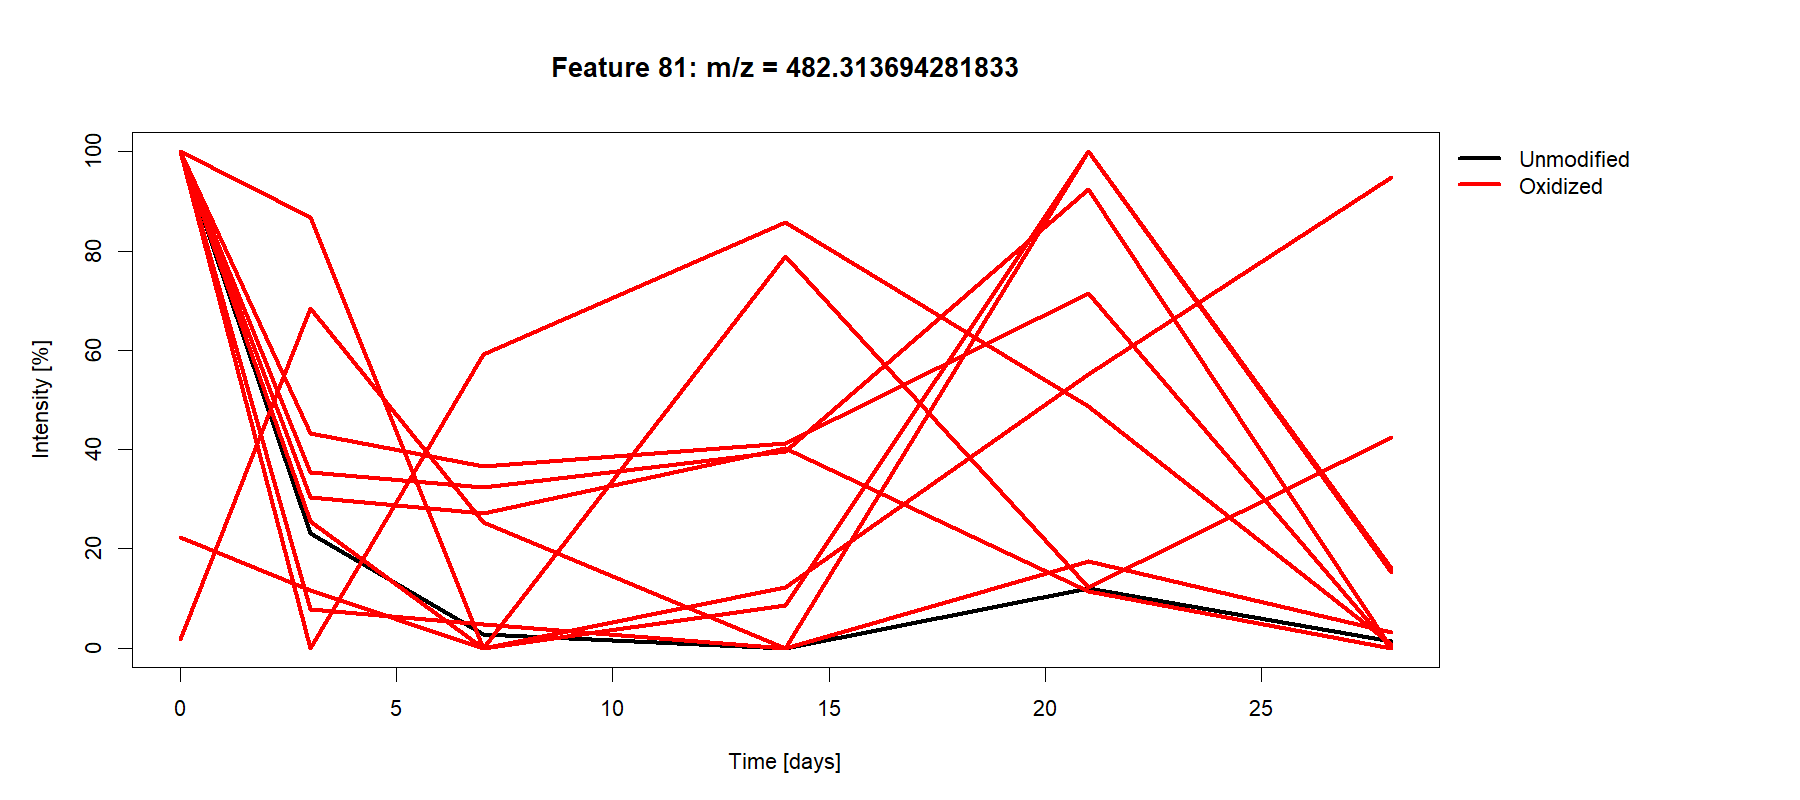 Feature 81: m/z = 482.313694281833
Unmodified
Oxidized
Intensity [%]
100
80
60
40
20
0
0 5 10 15 20 25
Time [days]